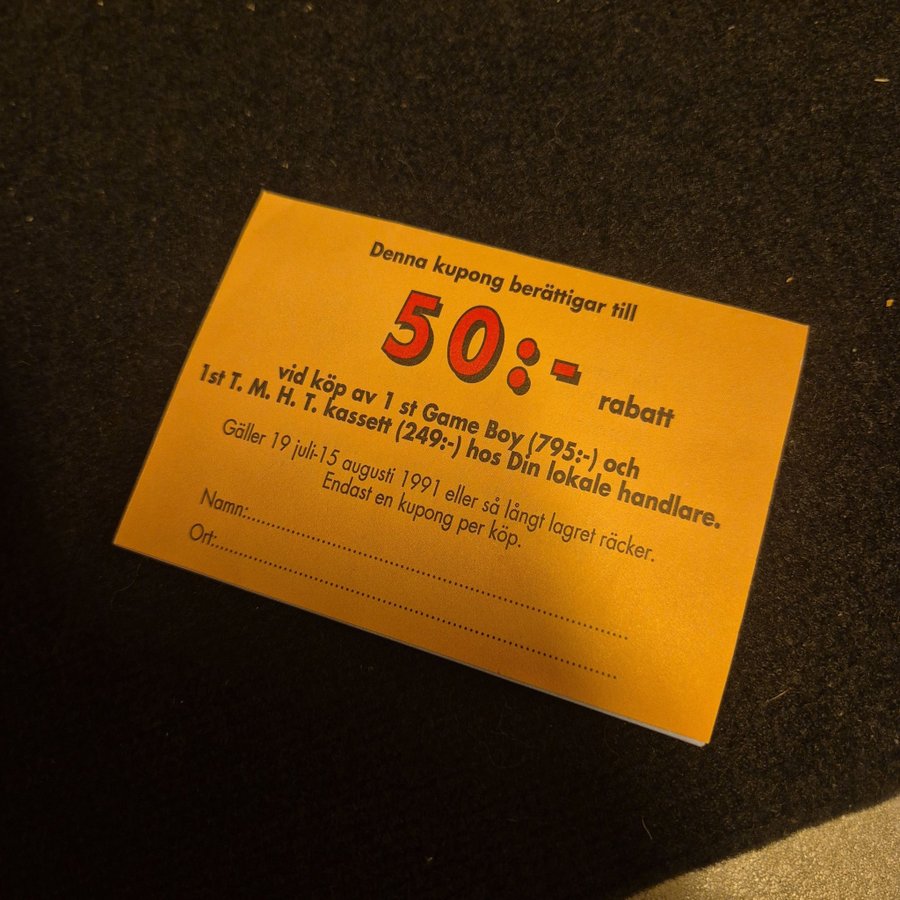 Denna kupong berättigar till
50:- rabatt
vid köp av 1 st Game Boy (795:-) och
1st T. M. H. T. kassett (249:-) hos Din lokale handlare.
Gäller 19 juli-15 augusti 1991 eller så långt lagret räcker.
Endast en kupong per köp.
Namn:
Ort: